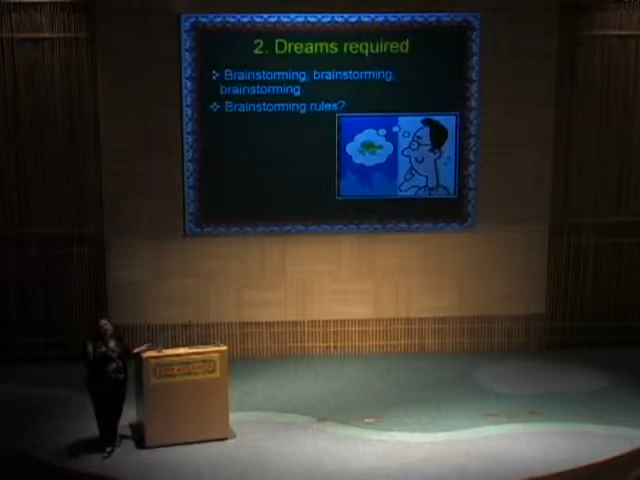 2. Dreams required
Brainstorming, brainstorming,
brainstorming
Brainstorming rules?